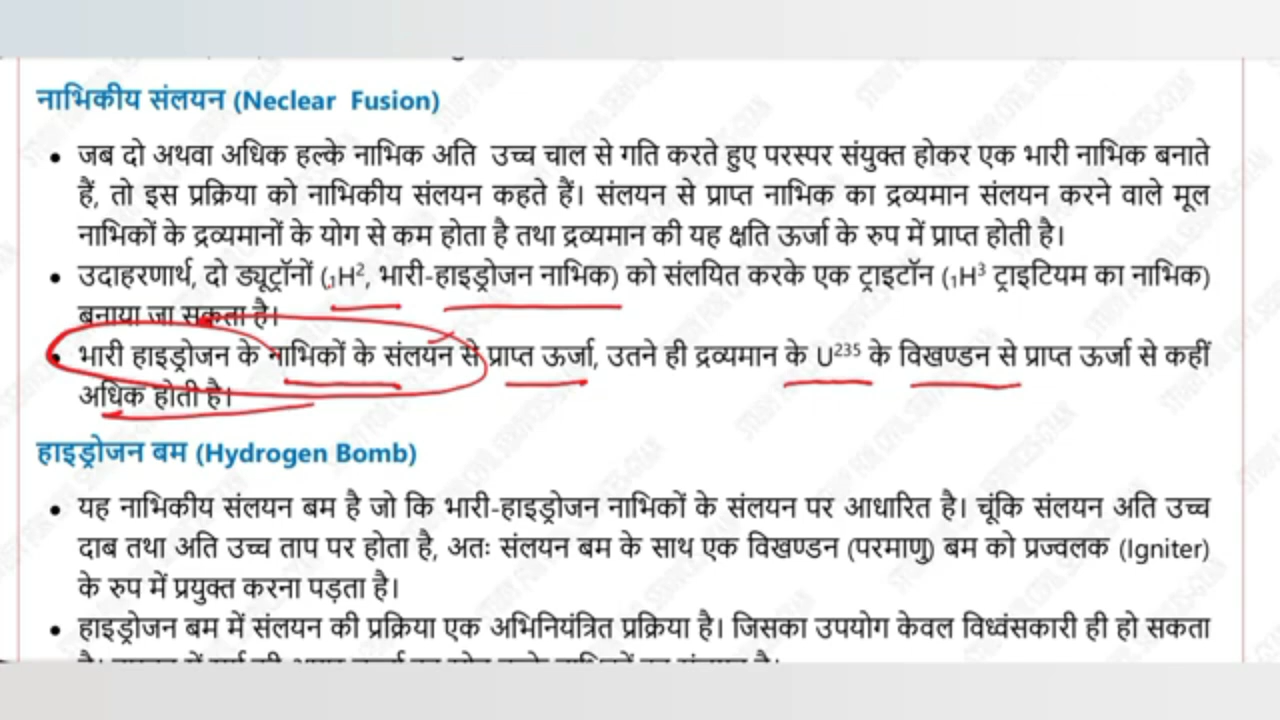 नाभिकीय संलयन (Neclear Fusion)
• जब दो अथवा अधिक हल्के नाभिक अति उच्च चाल से गति करते हुए परस्पर संयुक्त होकर एक भारी नाभिक बनाते
हैं, तो इस प्रक्रिया को नाभिकीय संलयन कहते हैं। संलयन से प्राप्त नाभिक का द्रव्यमान संलयन करने वाले मूल
नाभिकों के द्रव्यमानों के योग से कम होता है तथा द्रव्यमान की यह क्षति ऊर्जा के रुप में प्राप्त होती है।
• उदाहरणार्थ, दो ड्यूट्रॉनों (₁H², भारी-हाइड्रोजन नाभिक) को संलयित करके एक ट्राइटॉन (₁H³ ट्राइटियम का नाभिक)
बनाया जा सकता है।
• भारी हाइड्रोजन के नाभिकों के संलयन से प्राप्त ऊर्जा, उतने ही द्रव्यमान के U²³⁵ के विखण्डन से प्राप्त ऊर्जा से कहीं
अधिक होती है।
हाइड्रोजन बम (Hydrogen Bomb)
• यह नाभिकीय संलयन बम है जो कि भारी-हाइड्रोजन नाभिकों के संलयन पर आधारित है। चूंकि संलयन अति उच्च
दाब तथा अति उच्च ताप पर होता है, अतः संलयन बम के साथ एक विखण्डन (परमाणु) बम को प्रज्वलक (Igniter)
के रुप में प्रयुक्त करना पड़ता है।
• हाइड्रोजन बम में संलयन की प्रक्रिया एक अभिनियंत्रित प्रक्रिया है। जिसका उपयोग केवल विध्वंसकारी ही हो सकता